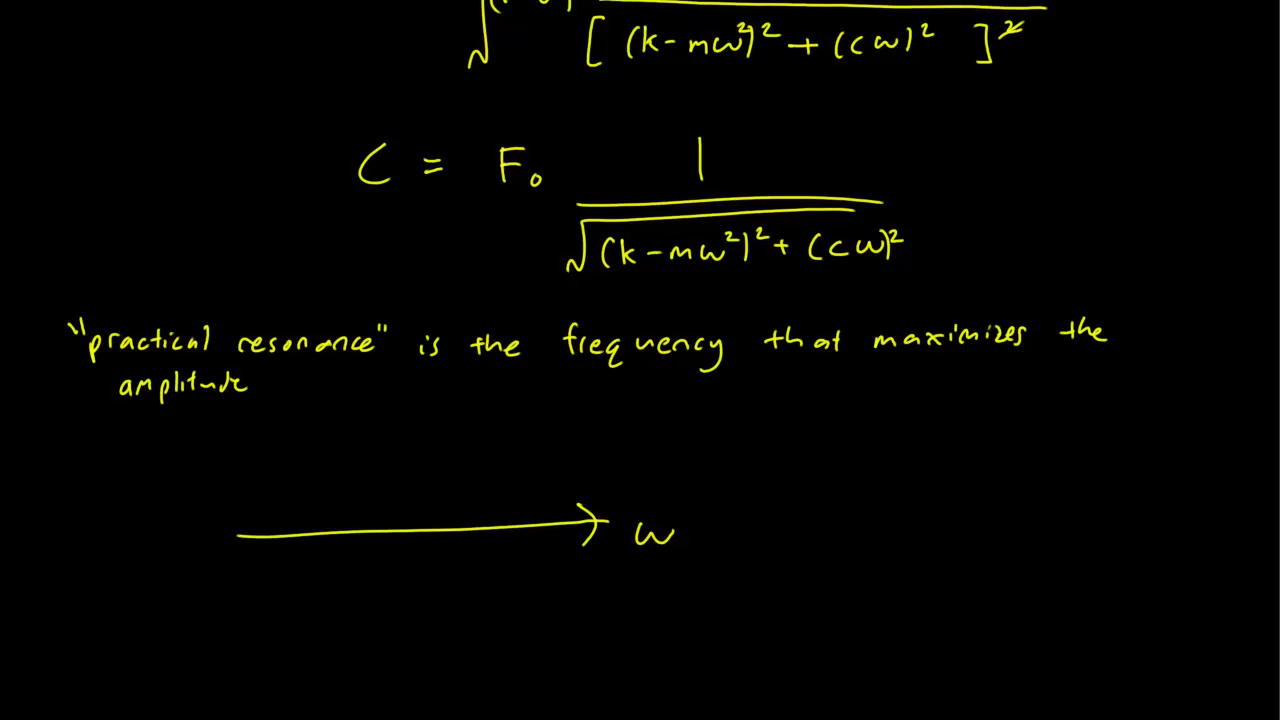 √ [ (k - mω²)² + (cω)² ]²
C = F₀ 1 / √((k - mω²)² + (cω)²)
"practical resonance" is the frequency that maximizes the
amplitude
ω